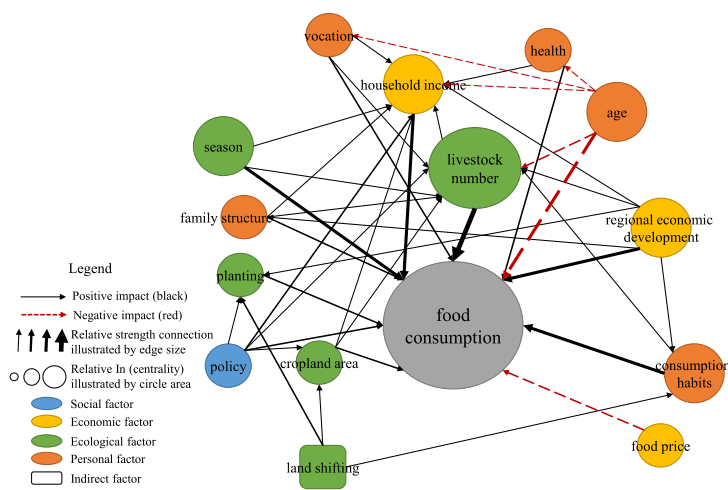 vocation
health
household income
age
season
livestock
number
family structure
regional economic
development
planting
food
consumption
policy
cropland area
consumption
habits
food price
land shifting
Legend
Positive impact (black)
Negative impact (red)
Relative strength connection
illustrated by edge size
Relative In (centrality)
illustrated by circle area
Social factor
Economic factor
Ecological factor
Personal factor
Indirect factor